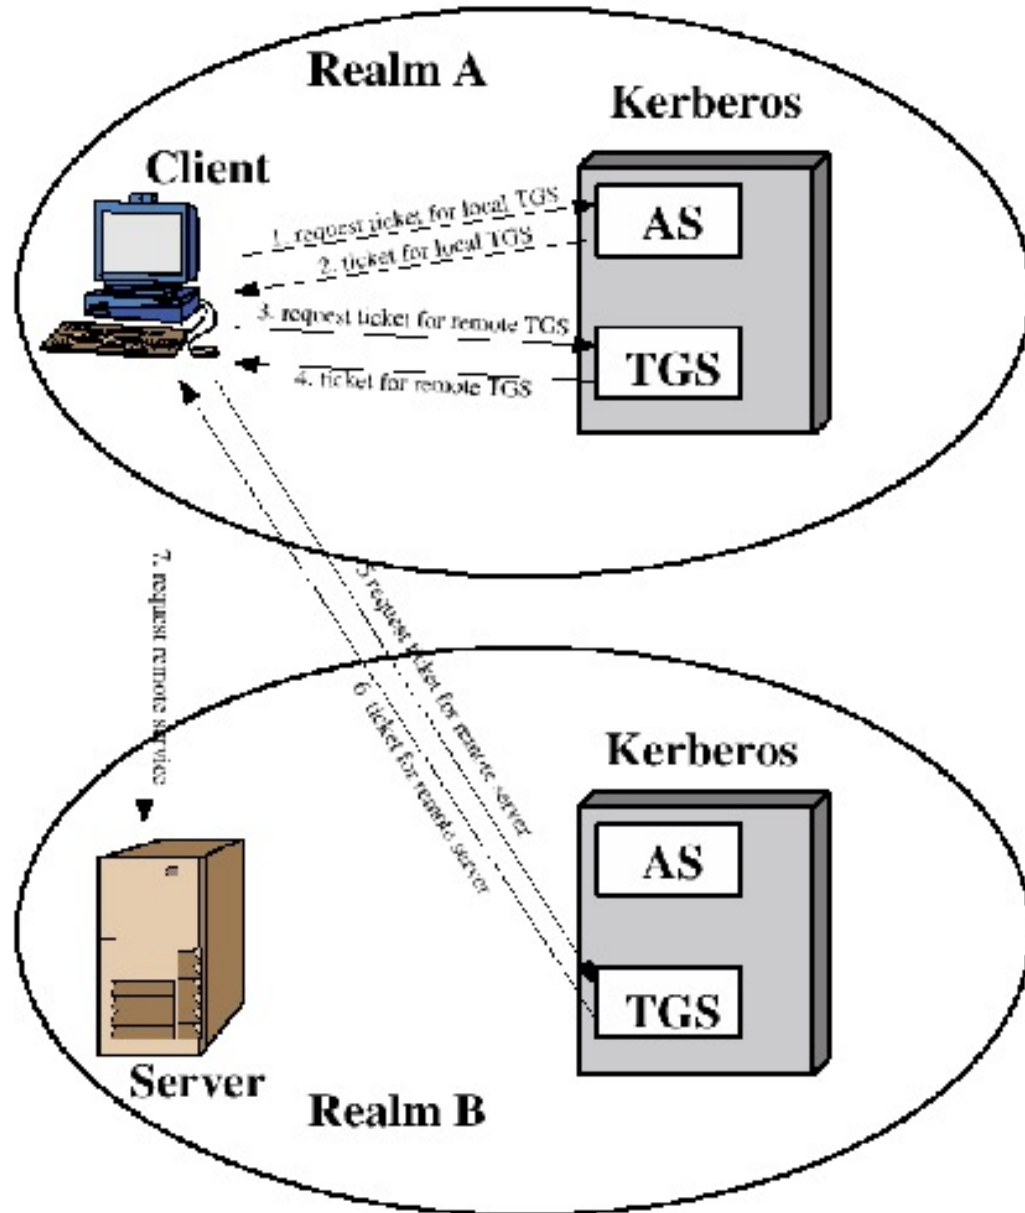 Realm A
Kerberos
Client
AS
1. request ticket for local TGS
2. ticket for local TGS
3. request ticket for remote TGS
TGS
4. ticket for remote TGS
5 request ticket for remote server
6. ticket for remote server
7. request remote service
Kerberos
AS
TGS
Server
Realm B